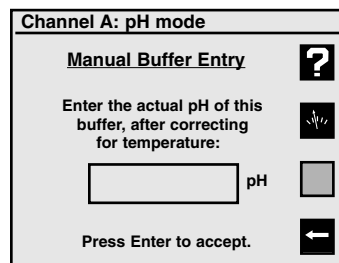 Channel A: pH mode
Manual Buffer Entry
?
Enter the actual pH of this
buffer, after correcting
for temperature:
pH
Press Enter to accept.